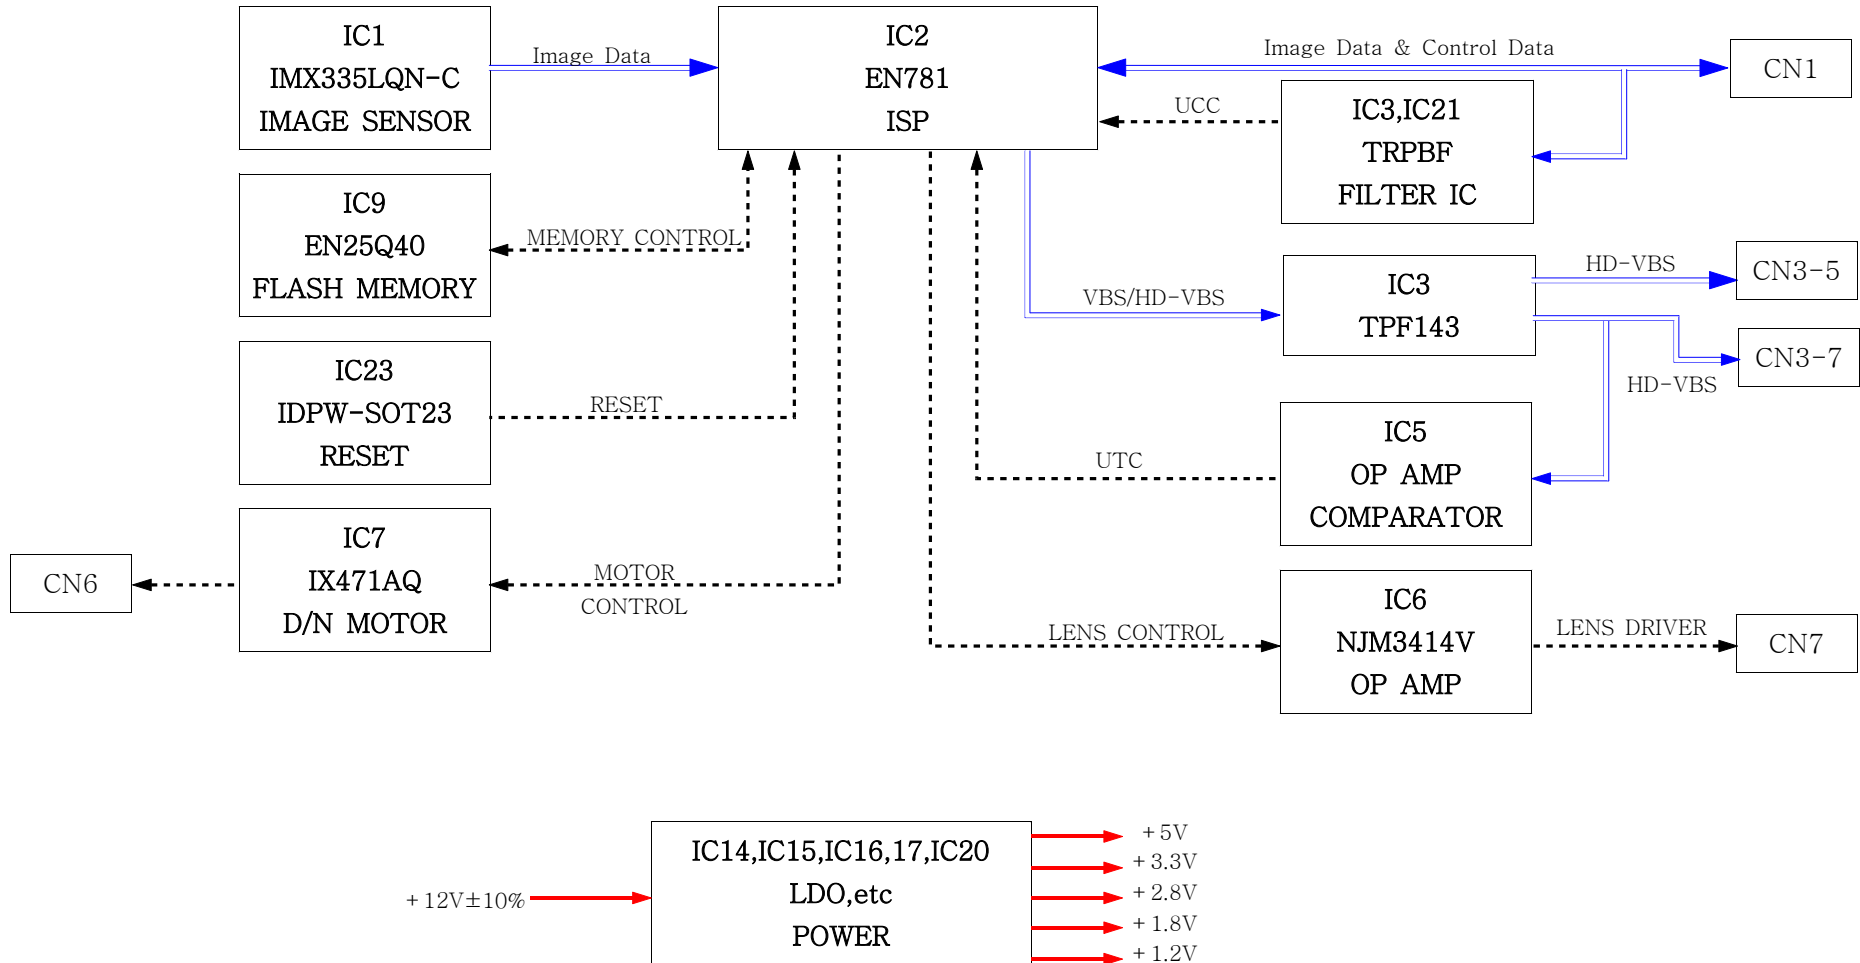 IC1
IMX335LQN-C
IMAGE SENSOR
Image Data
IC2
EN781
ISP
Image Data & Control Data
CN1
UCC
IC3,IC21
TRPBF
FILTER IC
IC9
EN25Q40
FLASH MEMORY
MEMORY CONTROL
VBS/HD-VBS
IC3
TPF143
HD-VBS
CN3-5
CN3-7
HD-VBS
IC23
IDPW-SOT23
RESET
RESET
UTC
IC5
OP AMP
COMPARATOR
CN6
IC7
IX471AQ
D/N MOTOR
MOTOR
CONTROL
LENS CONTROL
IC6
NJM3414V
OP AMP
LENS DRIVER
CN7
+12V±10%
IC14,IC15,IC16,17,IC20
LDO,etc
POWER
+5V
+3.3V
+2.8V
+1.8V
+1.2V